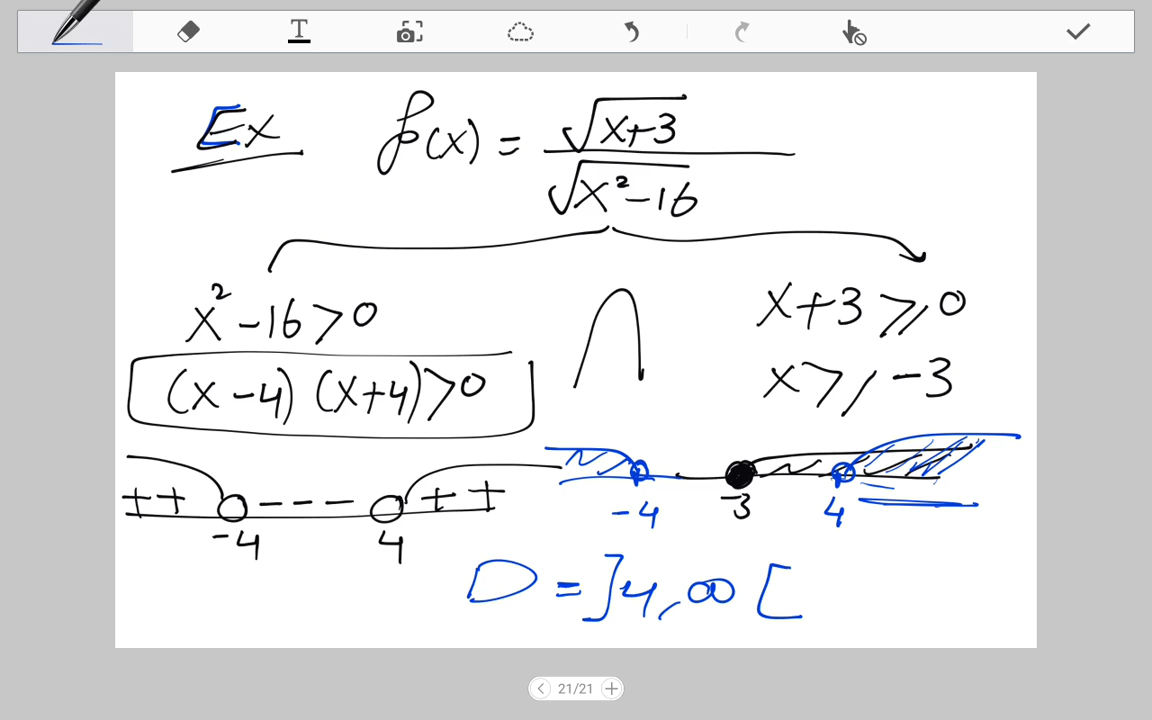 Ex f(x) = √(x+3) / √(x²-16)
x²-16>0
x+3⩾0
(x-4) (x+4)>0
x⩾-3
++ --- ++
-4 4
-4 -3 4
D = ]4,∞[
T
21/21